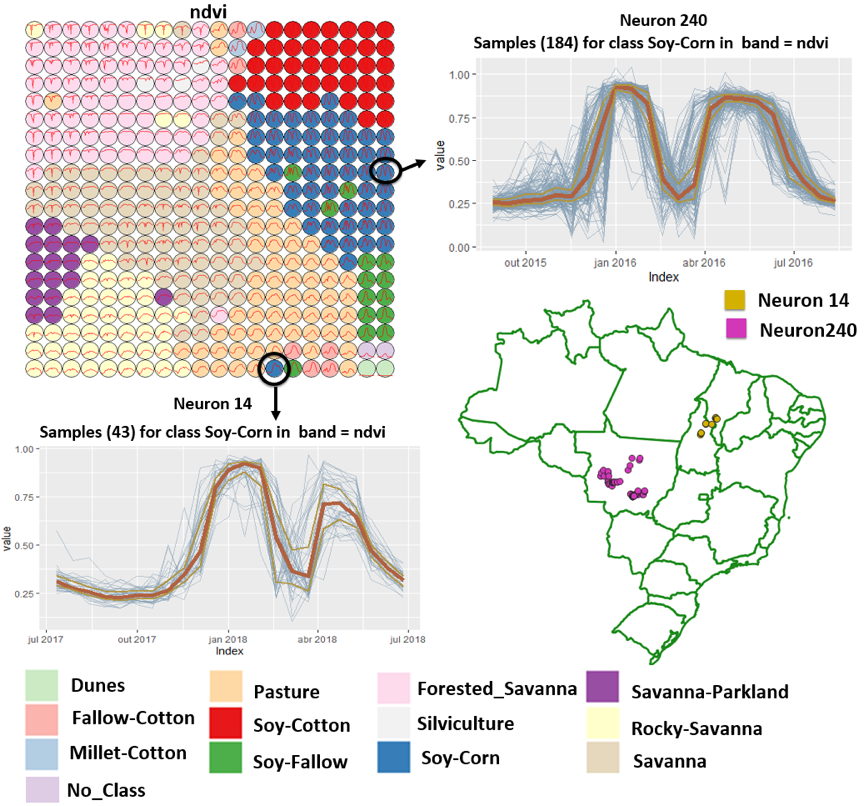 ndvi
Neuron 240
Samples (184) for class Soy-Corn in band = ndvi
1.00
0.75
0.50
0.25
0.00
value
out 2015 jan 2016 abr 2016 jul 2016
Index
Neuron 14
Neuron240
Neuron 14
Samples (43) for class Soy-Corn in band = ndvi
1.00
0.75
0.50
0.25
value
jul 2017 out 2017 jan 2018 abr 2018 jul 2018
Index
Dunes
Pasture
Forested_Savanna
Savanna-Parkland
Fallow-Cotton
Soy-Cotton
Silviculture
Rocky-Savanna
Millet-Cotton
Soy-Fallow
Soy-Corn
Savanna
No_Class